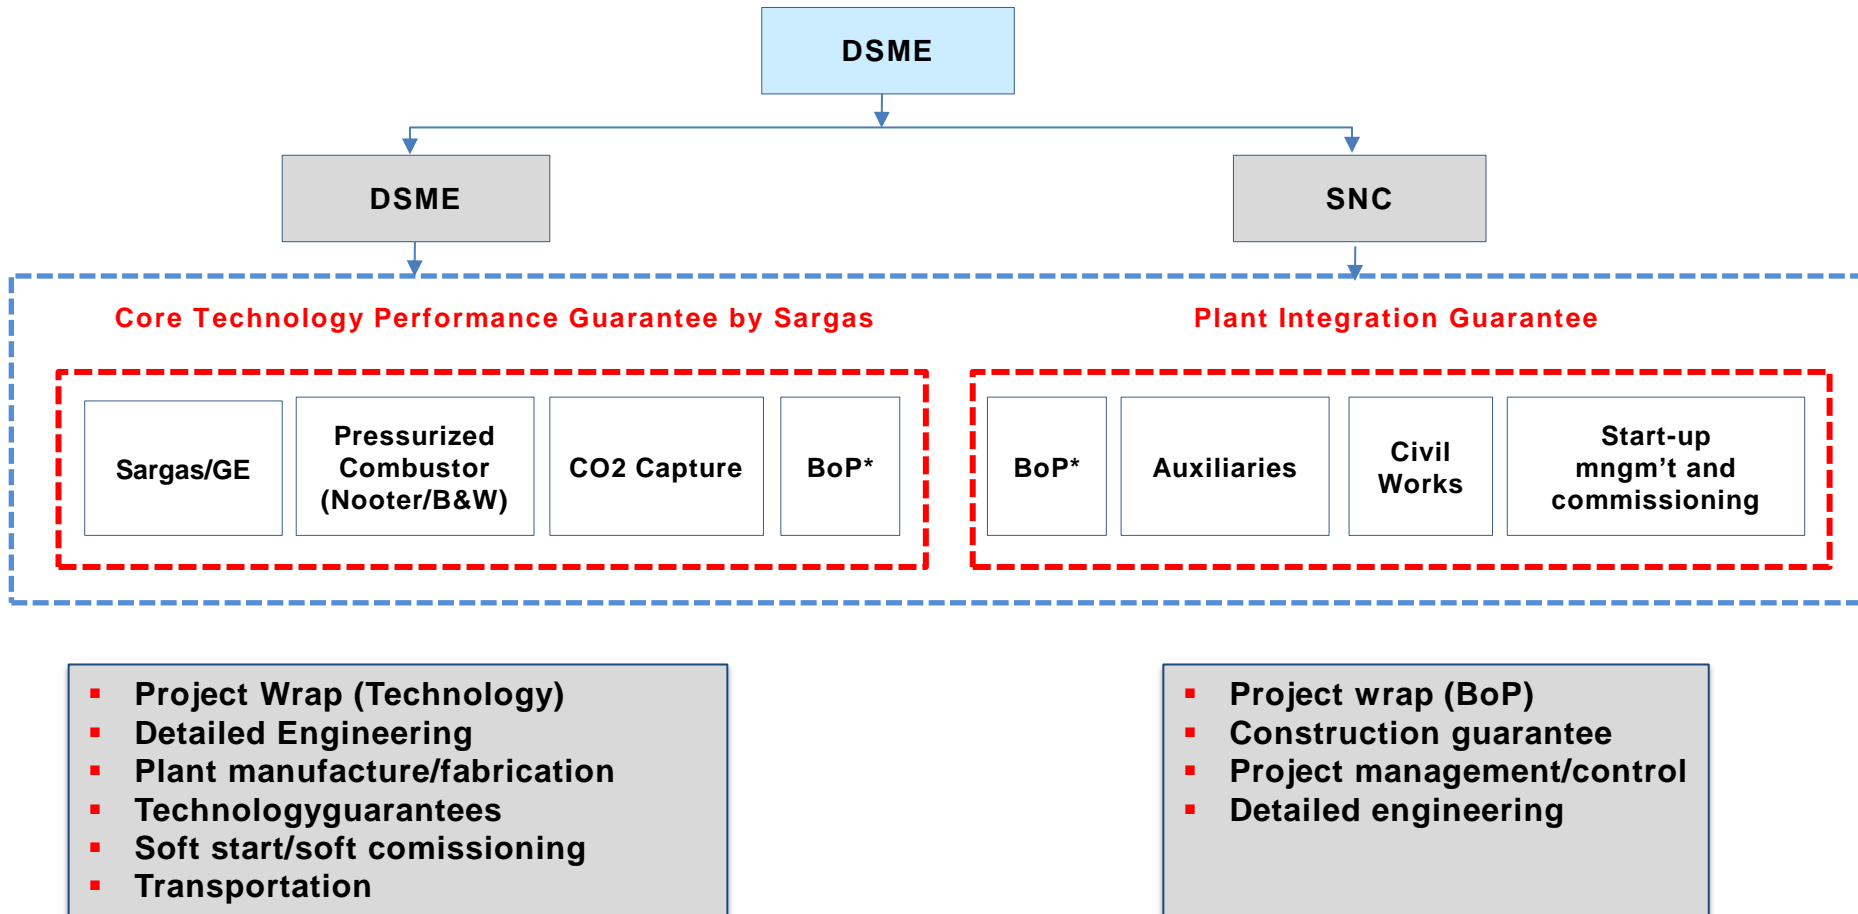 DSME
DSME
SNC
Core Technology Performance Guarantee by Sargas
Plant Integration Guarantee
Sargas/GE
Pressurized
Combustor
(Nooter/B&W)
CO2 Capture
BoP*
BoP*
Auxiliaries
Civil
Works
Start-up
mngm’t and
commissioning
Project Wrap (Technology)
Detailed Engineering
Plant manufacture/fabrication
Technologyguarantees
Soft start/soft comissioning
Transportation
Project wrap (BoP)
Construction guarantee
Project management/control
Detailed engineering